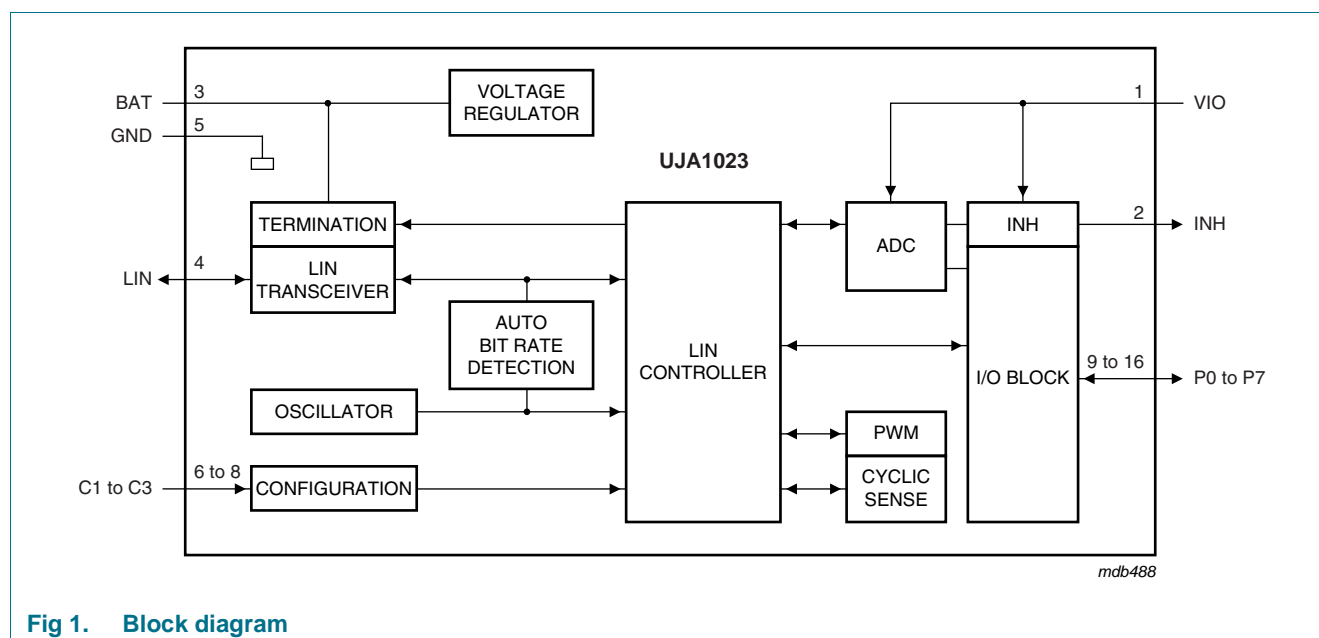 BAT
3
VOLTAGE
REGULATOR
1
VIO
GND
5
UJA1023
TERMINATION
LIN
TRANSCEIVER
LIN
4
AUTO
BIT RATE
DETECTION
OSCILLATOR
C1 to C3
6 to 8
CONFIGURATION
LIN
CONTROLLER
ADC
INH
2
INH
I/O BLOCK
9 to 16
P0 to P7
PWM
CYCLIC
SENSE
mdb488
Fig 1. Block diagram